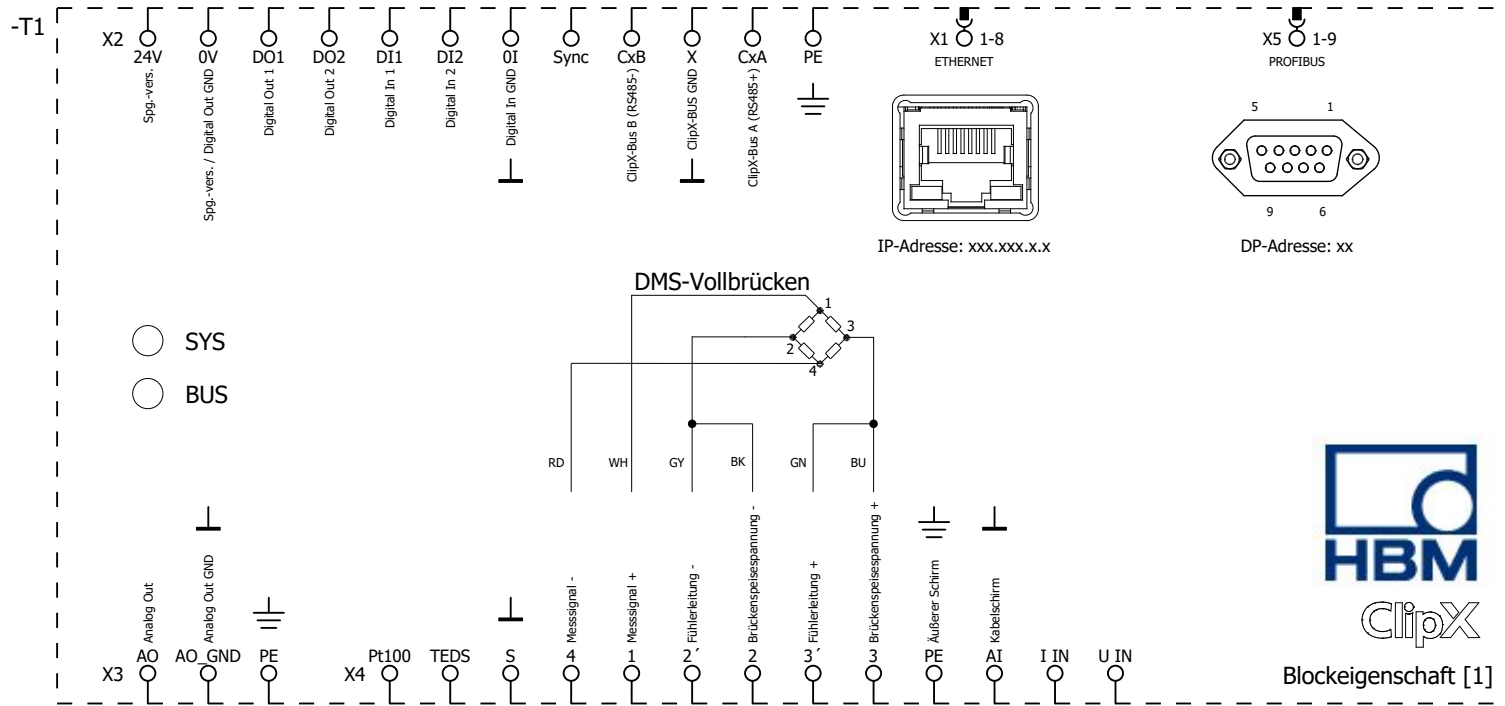 -T1
X2
24V 0V DO1 DO2 DI1 DI2 0I Sync CxB X CxA PE
X1 1-8
ETHERNET
X5 1-9
PROFIBUS
Spg.-vers.
Spg.-vers. / Digital Out GND
Digital Out 1
Digital Out 2
Digital In 1
Digital In 2
Digital In GND
ClipX-Bus B (RS485-)
ClipX-BUS GND
ClipX-Bus A (RS485+)
5 1
9 6
IP-Adresse: xxx.xxx.x.x
DP-Adresse: xx
DMS-Vollbrücken
1
3
2
4
SYS
BUS
RD WH GY BK GN BU
Analog Out
Analog Out GND
Messsignal -
Messsignal +
Fühlerleitung -
Brückenspeisespannung -
Fühlerleitung +
Brückenspeisespannung +
Äußerer Schirm
Kabelschirm
HBM
ClipX
X3 AO AO_GND PE
X4 Pt100 TEDS S 4 1 2´ 2 3´ 3 PE AI I IN U IN
Blockeigenschaft [1]